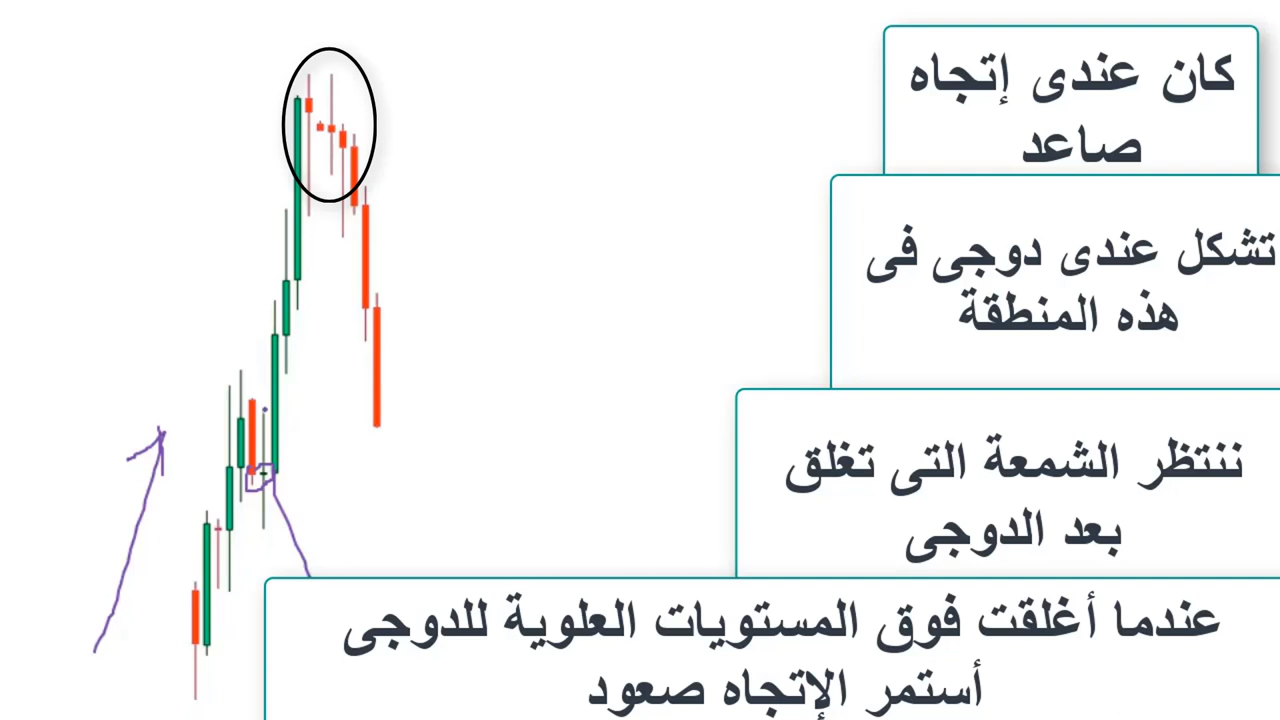 كان عندى إتجاه
صاعد
تشكل عندى دوجى فى
هذه المنطقة
ننتظر الشمعة التى تغلق
بعد الدوجى
عندما أغلقت فوق المستويات العلوية للدوجى
أستمر الإتجاه صعود